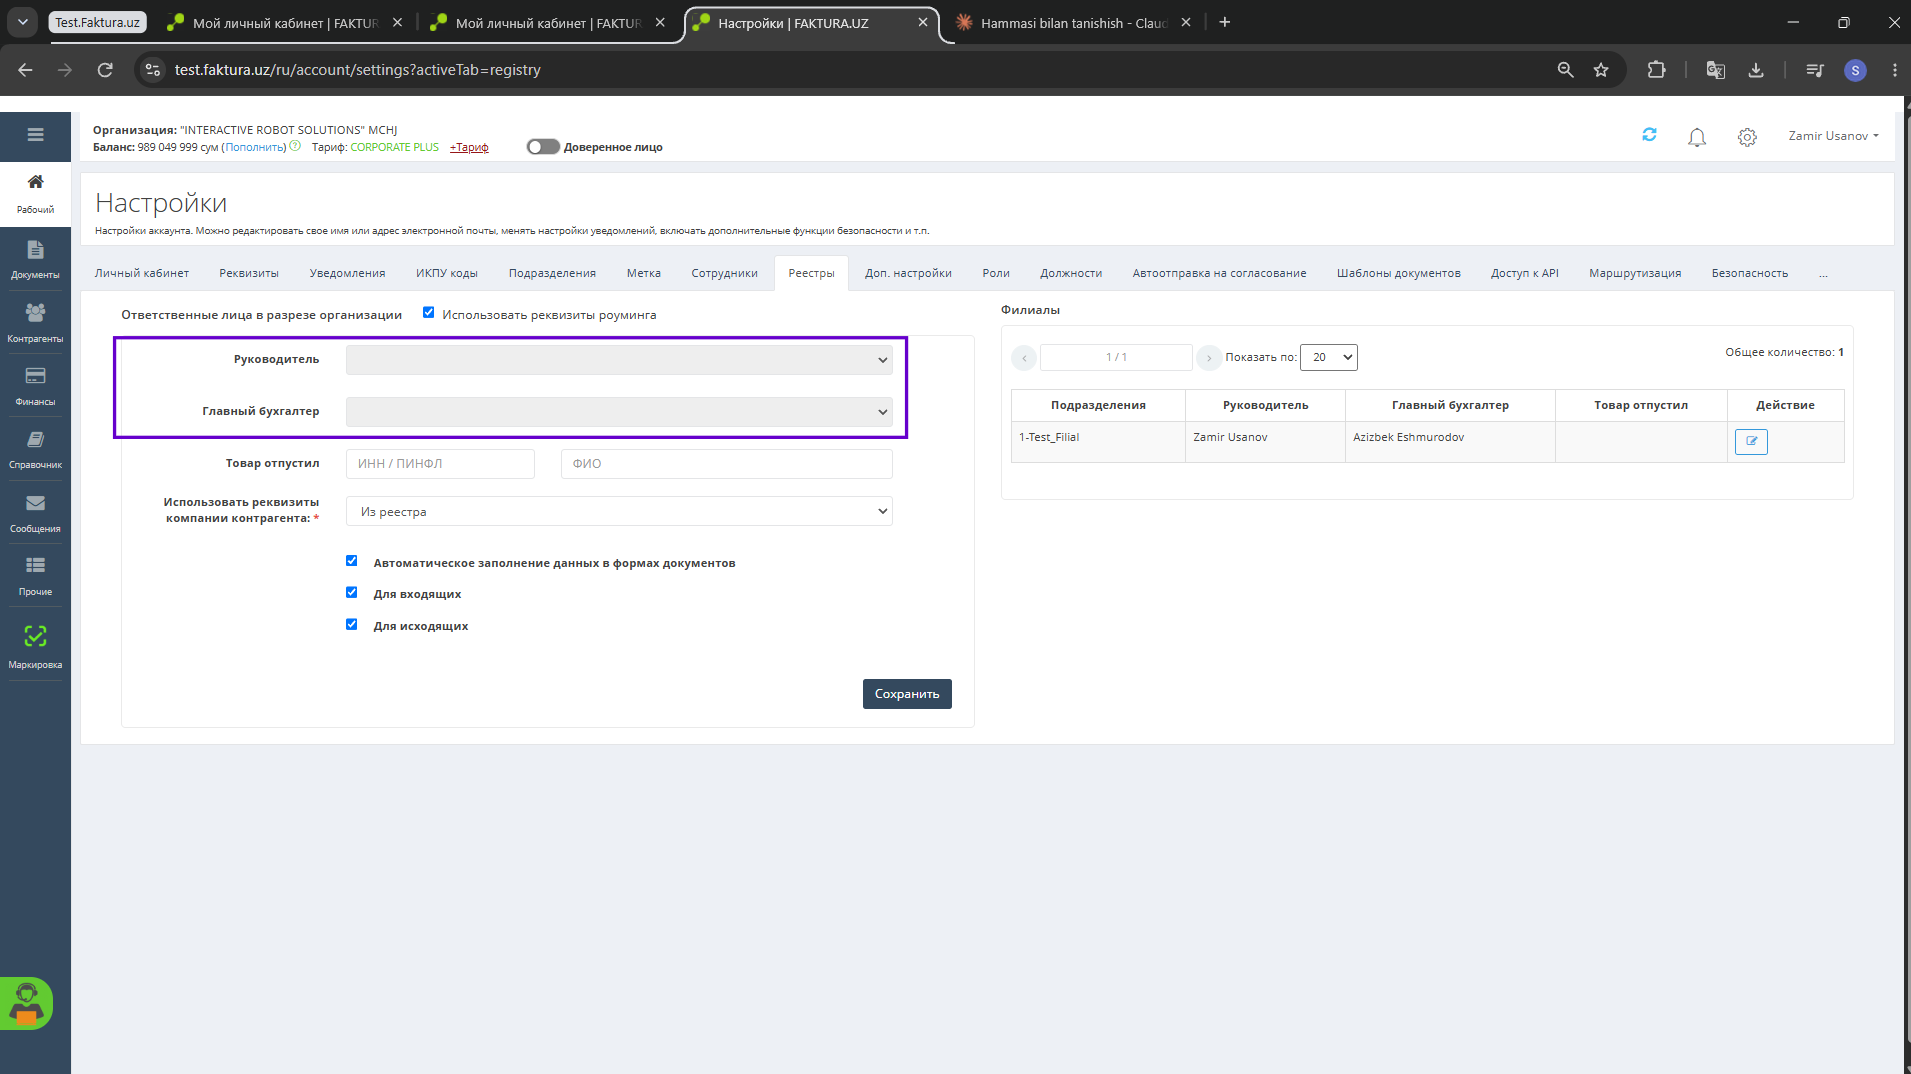 Test.Faktura.uz
Мой личный кабинет | FAKTUR
Мой личный кабинет | FAKTUR
Настройки | FAKTURA.UZ
Hammasi bilan tanishish - Claud
test.faktura.uz/ru/account/settings?activeTab=registry
S
Организация: "INTERACTIVE ROBOT SOLUTIONS" MCHJ
Баланс: 989 049 999 сум (Пополнить) ? Тариф: CORPORATE PLUS +Тариф
Доверенное лицо
Zamir Usanov
Рабочий
Документы
Контрагенты
Финансы
Справочник
Сообщения
Прочие
Маркировка
Настройки
Настройки аккаунта. Можно редактировать свое имя или адрес электронной почты, менять настройки уведомлений, включать дополнительные функции безопасности и т.п.
Личный кабинет Реквизиты Уведомления ИКПУ коды Подразделения Метка Сотрудники Реестры Доп. настройки Роли Должности Автоотправка на согласование Шаблоны документов Доступ к API Маршрутизация Безопасность ...
Ответственные лица в разрезе организации
Использовать реквизиты роуминга
Руководитель
Главный бухгалтер
Товар отпустил
ИНН / ПИНФЛ
ФИО
Использовать реквизиты
компании контрагента: *
Из реестра
Автоматическое заполнение данных в формах документов
Для входящих
Для исходящих
Сохранить
Филиалы
‹ 1 / 1 › Показать по: 20
Общее количество: 1
Подразделения Руководитель Главный бухгалтер Товар отпустил Действие
1-Test_Filial Zamir Usanov Azizbek Eshmurodov